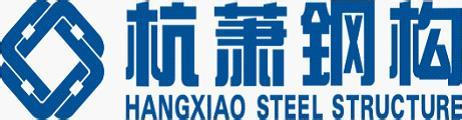 杭萧钢构
HANGXIAO STEEL STRUCTURE